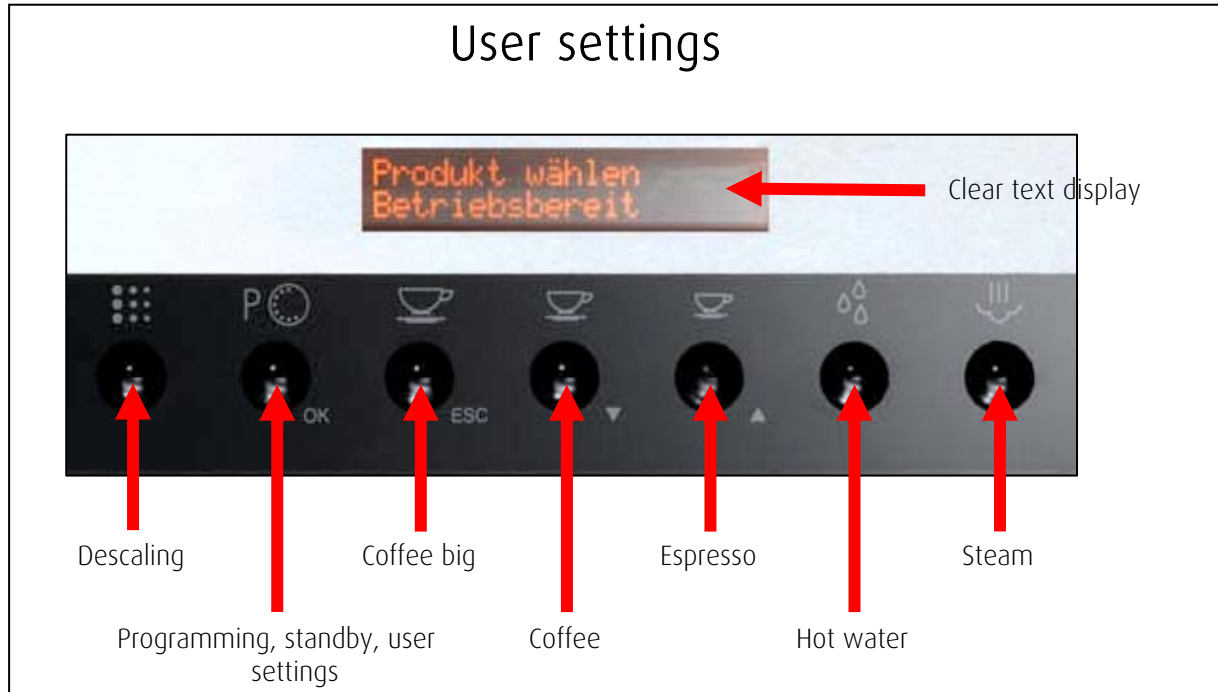 User settings
Produkt wählen
Betriebsbereit
Clear text display
P
OK
ESC
Descaling
Coffee big
Espresso
Steam
Programming, standby, user
settings
Coffee
Hot water